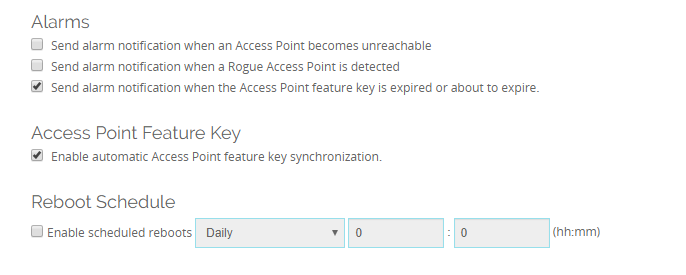 Alarms
Send alarm notification when an Access Point becomes unreachable
Send alarm notification when a Rogue Access Point is detected
Send alarm notification when the Access Point feature key is expired or about to expire.
Access Point Feature Key
Enable automatic Access Point feature key synchronization.
Reboot Schedule
Enable scheduled reboots Daily 0 : 0 (hh:mm)